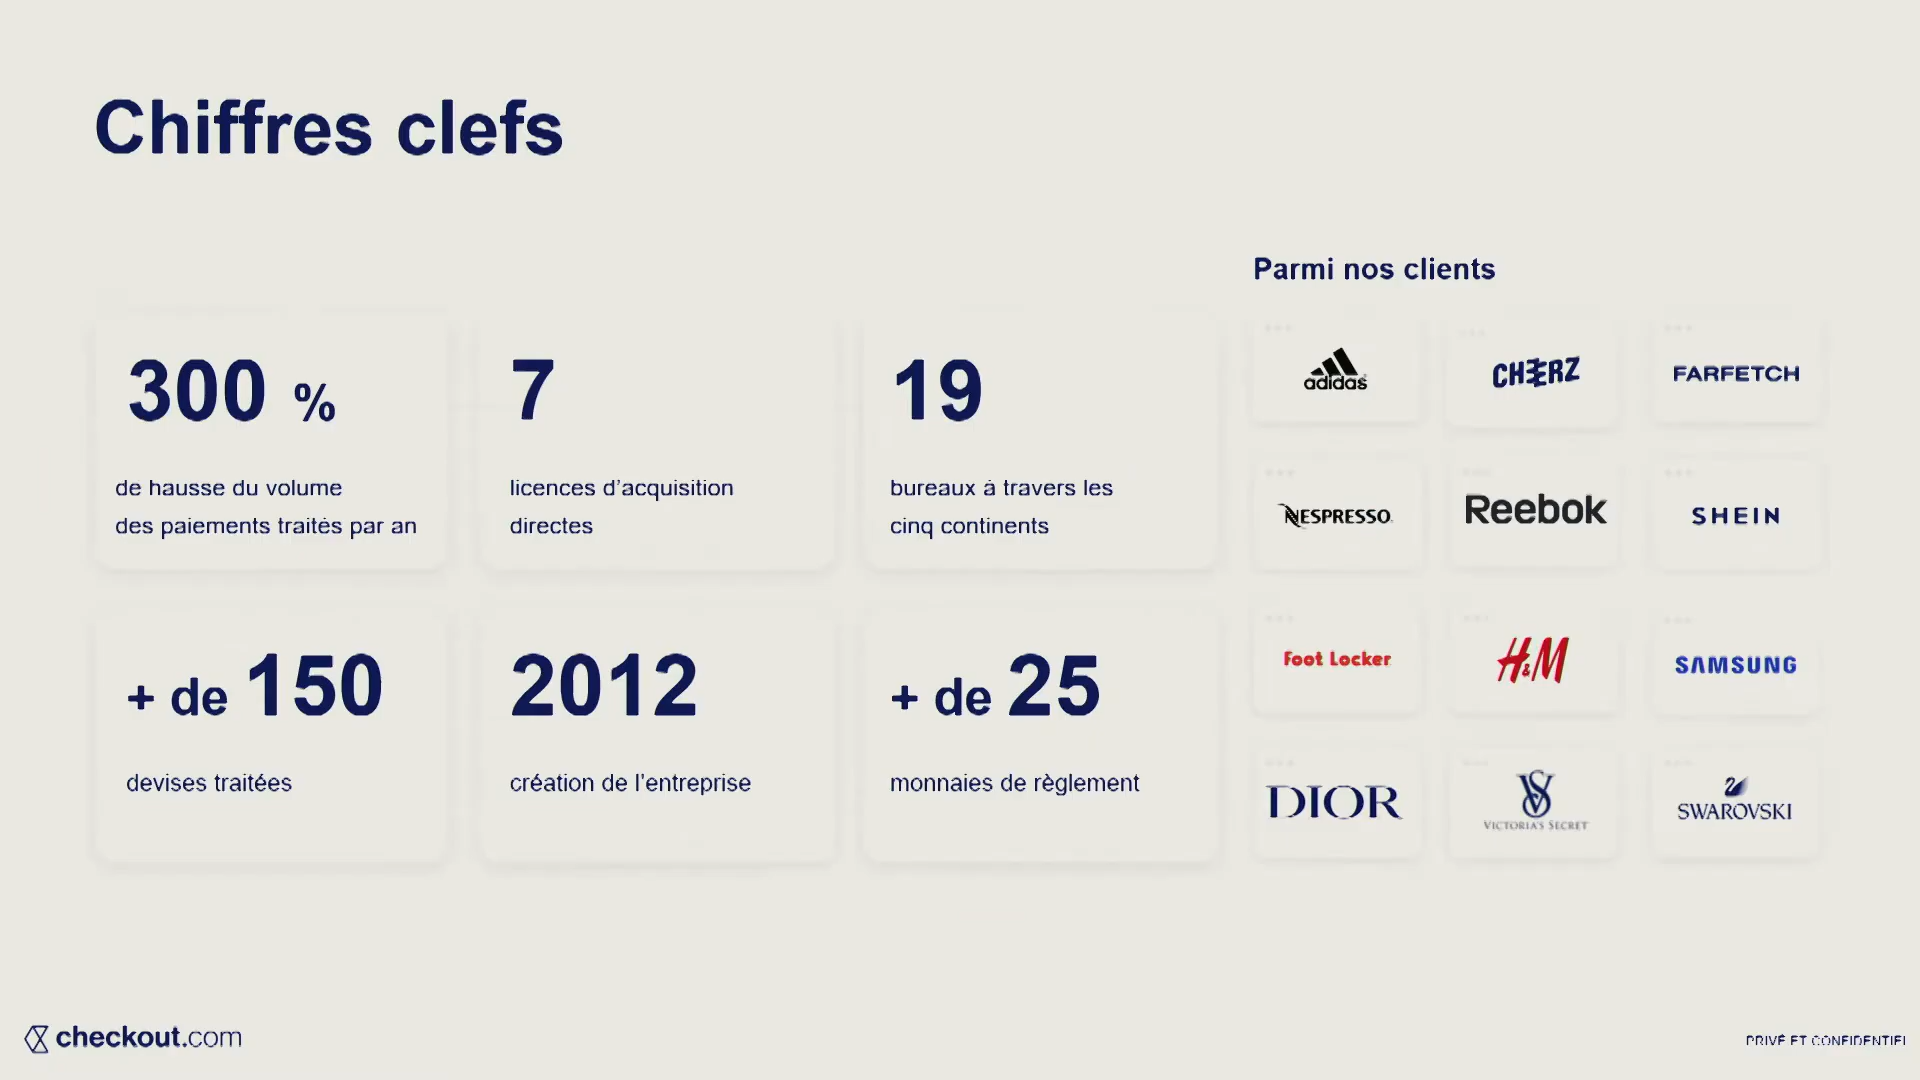 Chiffres clefs
Parmi nos clients
300 %
de hausse du volume
des paiements traités par an
7
licences d’acquisition
directes
19
bureaux à travers les
cinq continents
+ de 150
devises traitées
2012
création de l'entreprise
+ de 25
monnaies de règlement
adidas
CHEERZ
FARFETCH
NESPRESSO
Reebok
SHEIN
Foot Locker
H&M
SAMSUNG
DIOR
VS
VICTORIA'S SECRET
SWAROVSKI
checkout.com
PRIVÉ ET CONFIDENTIEL